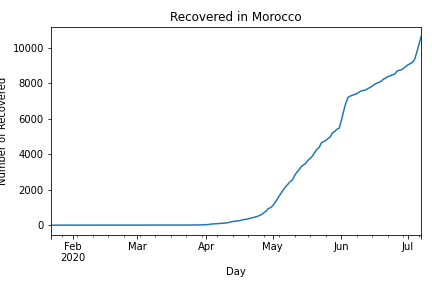 Recovered in Morocco
Number of Recovered
10000
8000
6000
4000
2000
0
Feb
2020
Mar
Apr
May
Jun
Jul
Day